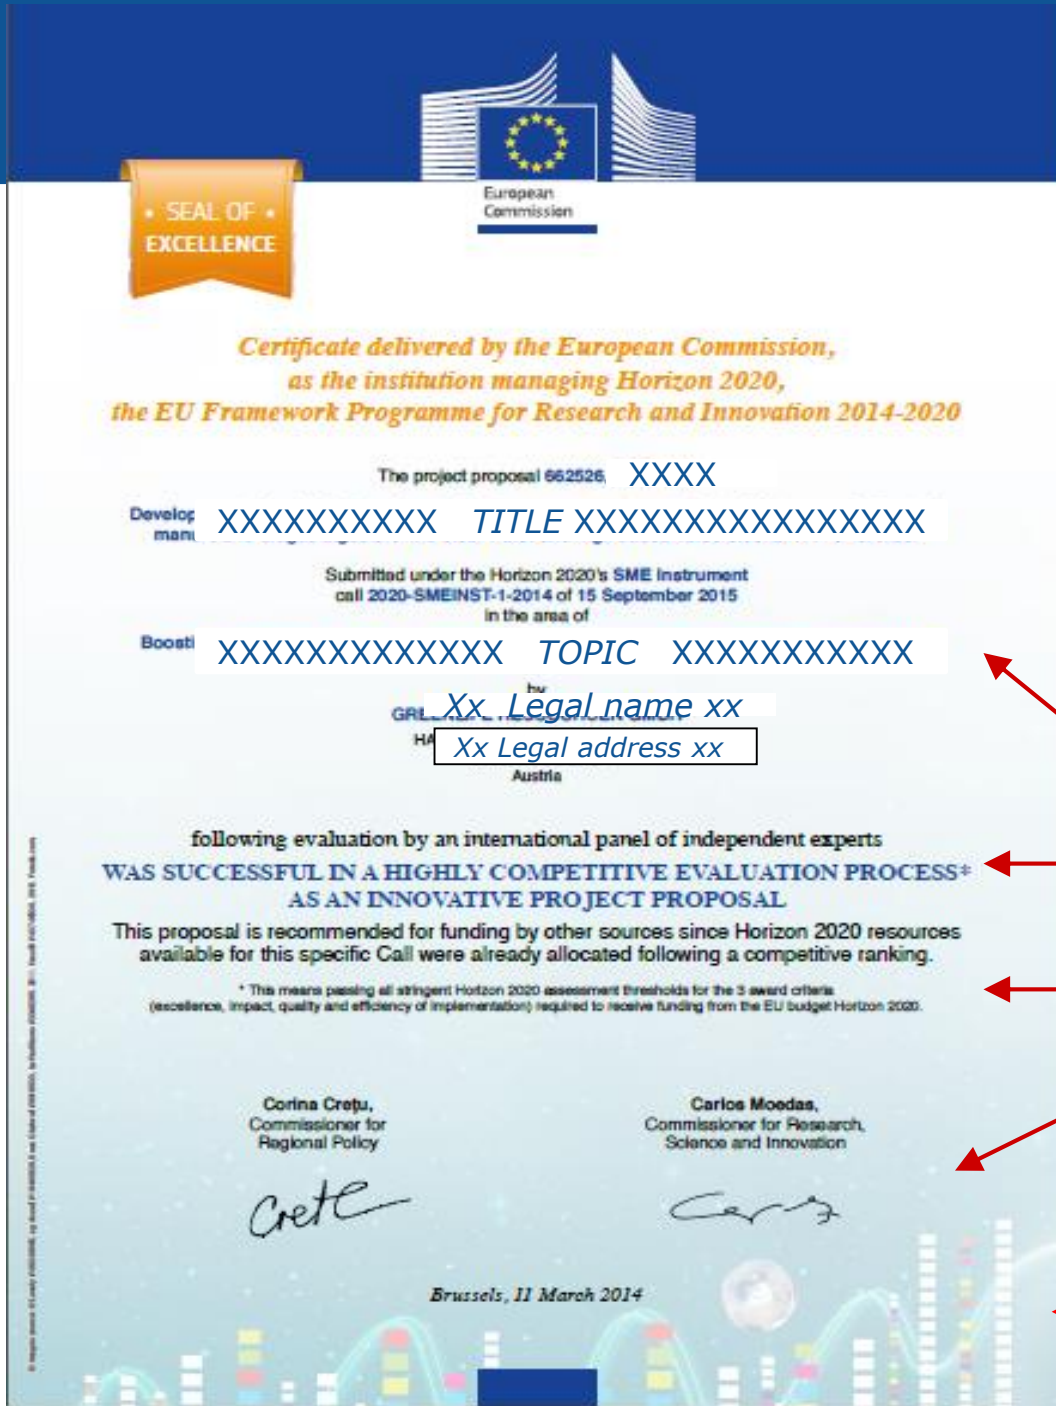 European
Commission
• SEAL OF •
EXCELLENCE
Certificate delivered by the European Commission,
as the institution managing Horizon 2020,
the EU Framework Programme for Research and Innovation 2014-2020
The project proposal 662526, XXXX
Develop
XXXXXXXXXX TITLE XXXXXXXXXXXXXXXX
Submitted under the Horizon 2020's SME Instrument
call 2020-SMEINST-1-2014 of 15 September 2015
in the area of
Boosti
XXXXXXXXXXXXX TOPIC XXXXXXXXXXX
by
Xx Legal name xx
Xx Legal address xx
Austria
following evaluation by an international panel of independent experts
WAS SUCCESSFUL IN A HIGHLY COMPETITIVE EVALUATION PROCESS*
AS AN INNOVATIVE PROJECT PROPOSAL
This proposal is recommended for funding by other sources since Horizon 2020 resources
available for this specific Call were already allocated following a competitive ranking.
* This means passing all stringent Horizon 2020 assessment thresholds for the 3 award criteria
(excellence, impact, quality and efficiency of implementation) required to receive funding from the EU budget Horizon 2020.
Corina Crețu,
Commissioner for
Regional Policy
Carlos Moedas,
Commissioner for Research,
Science and Innovation
Brussels, 11 March 2014